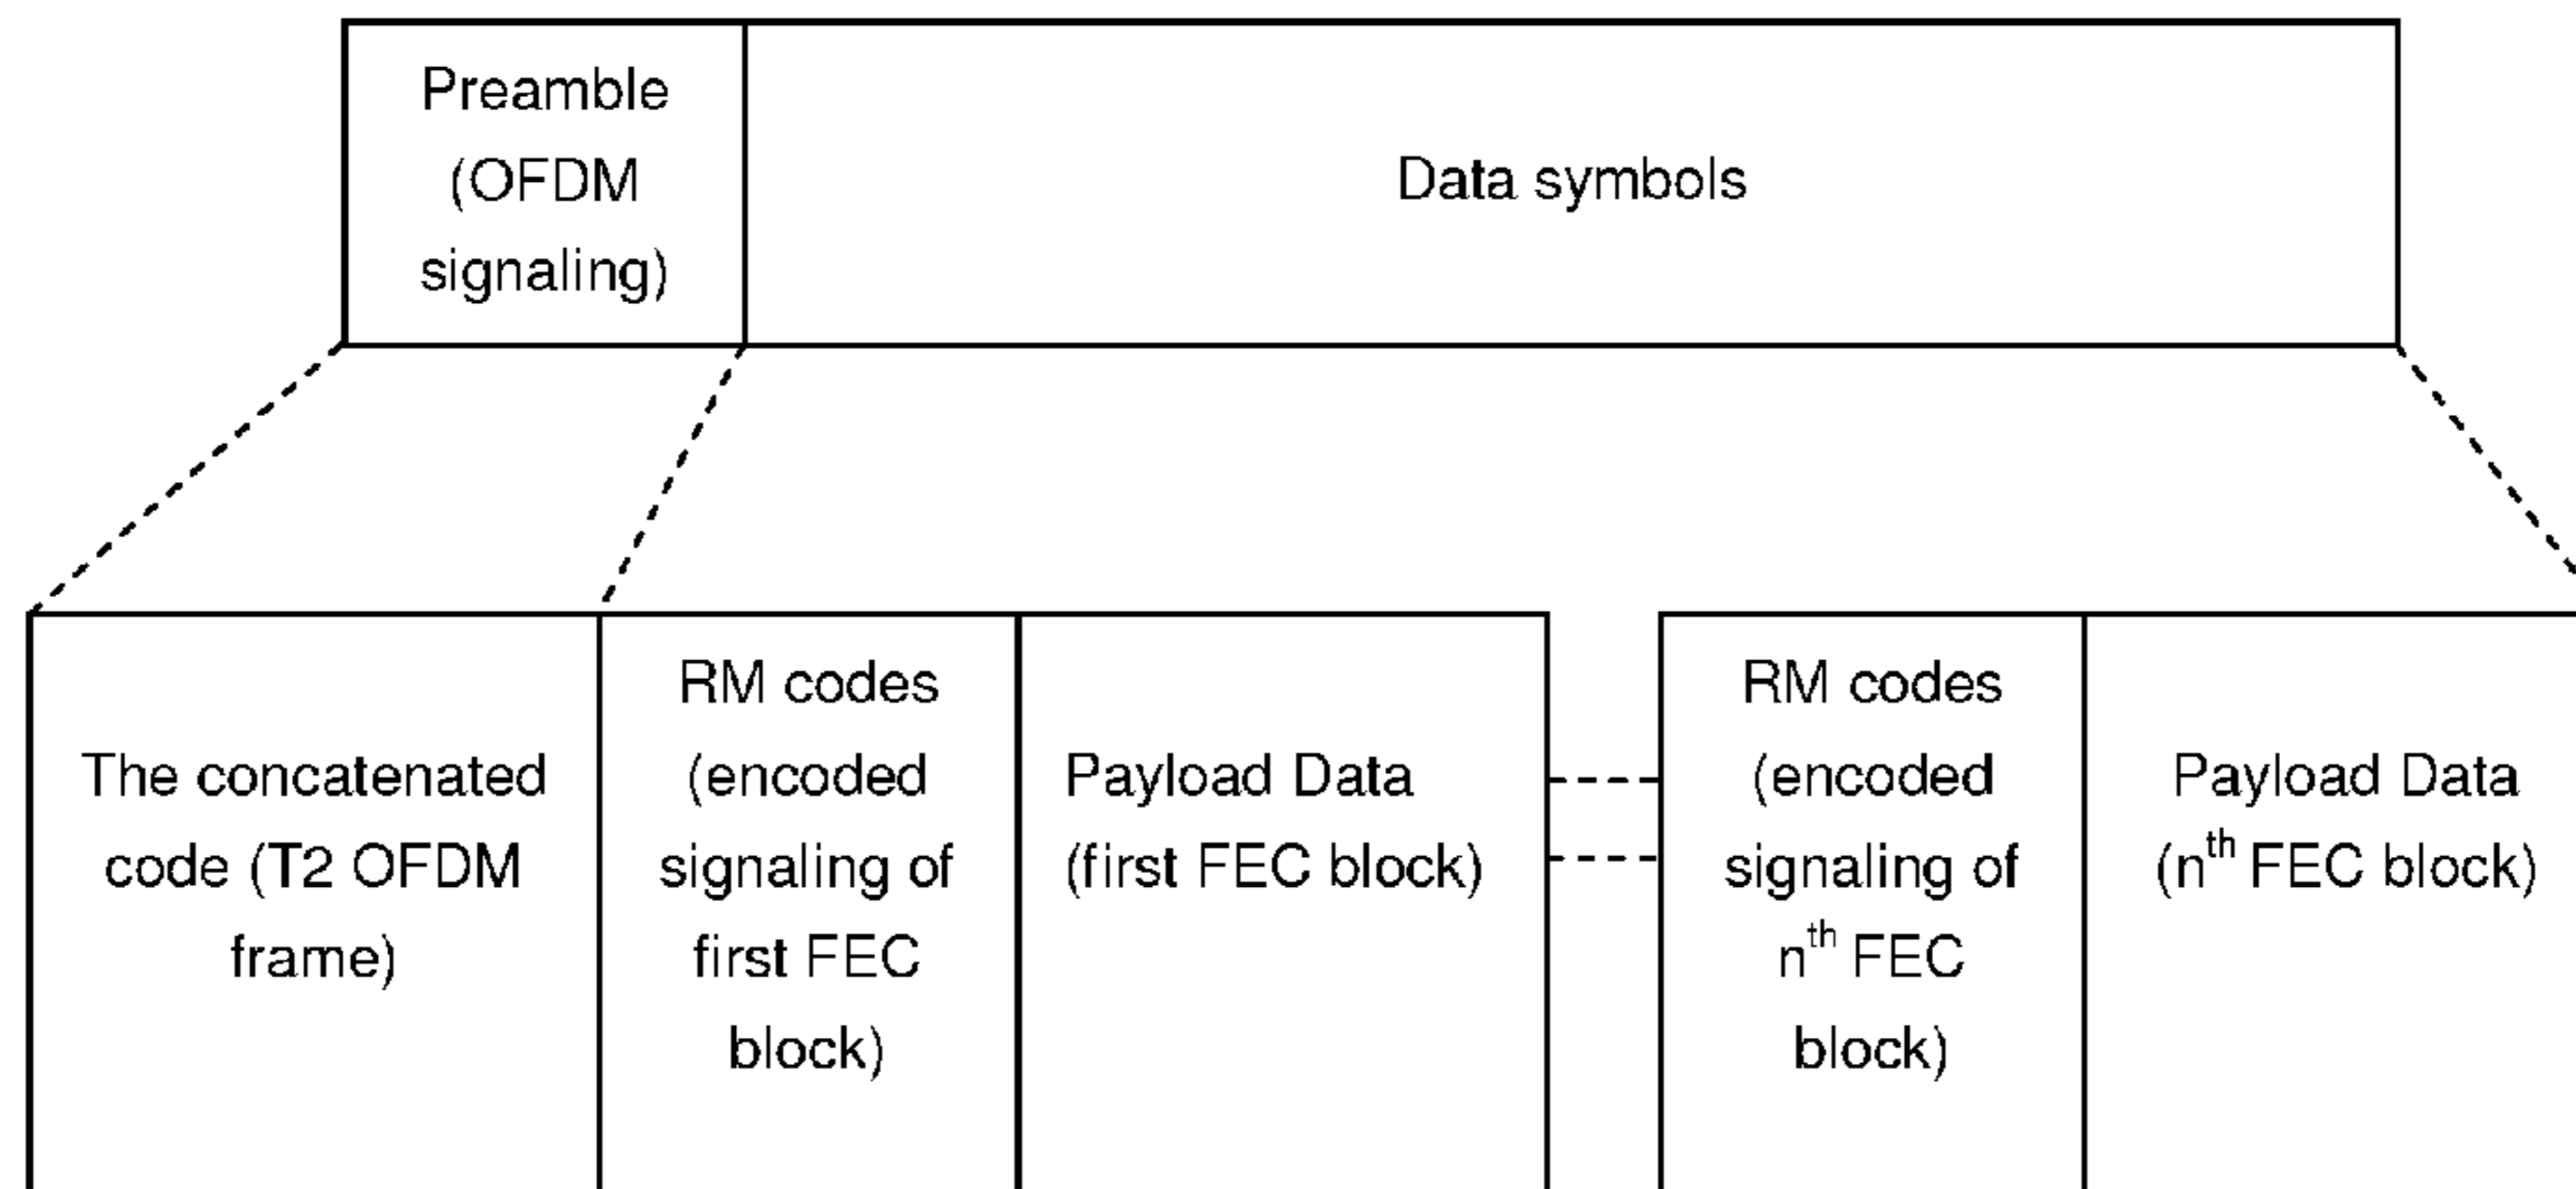 Preamble
(OFDM
signaling)
Data symbols
The concatenated
code (T2 OFDM
frame)
RM codes
(encoded
signaling of
first FEC
block)
Payload Data
(first FEC block)
RM codes
(encoded
signaling of
nth FEC
block)
Payload Data
(nth FEC block)